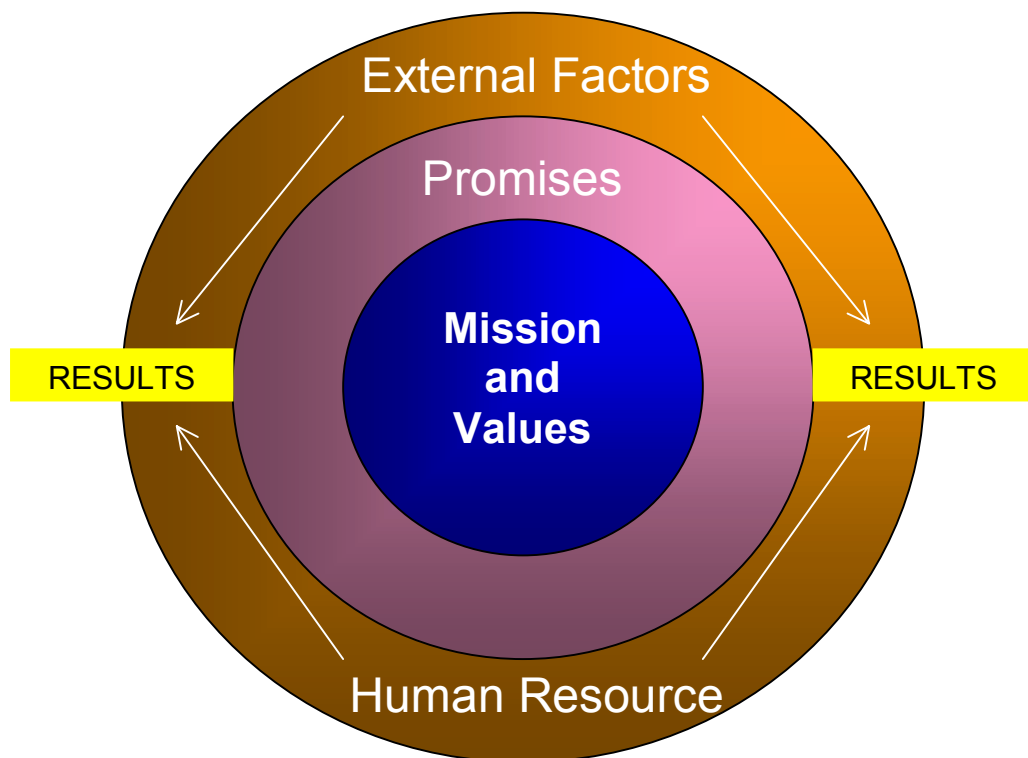 External Factors
Promises
Mission
and
Values
RESULTS
RESULTS
Human Resource